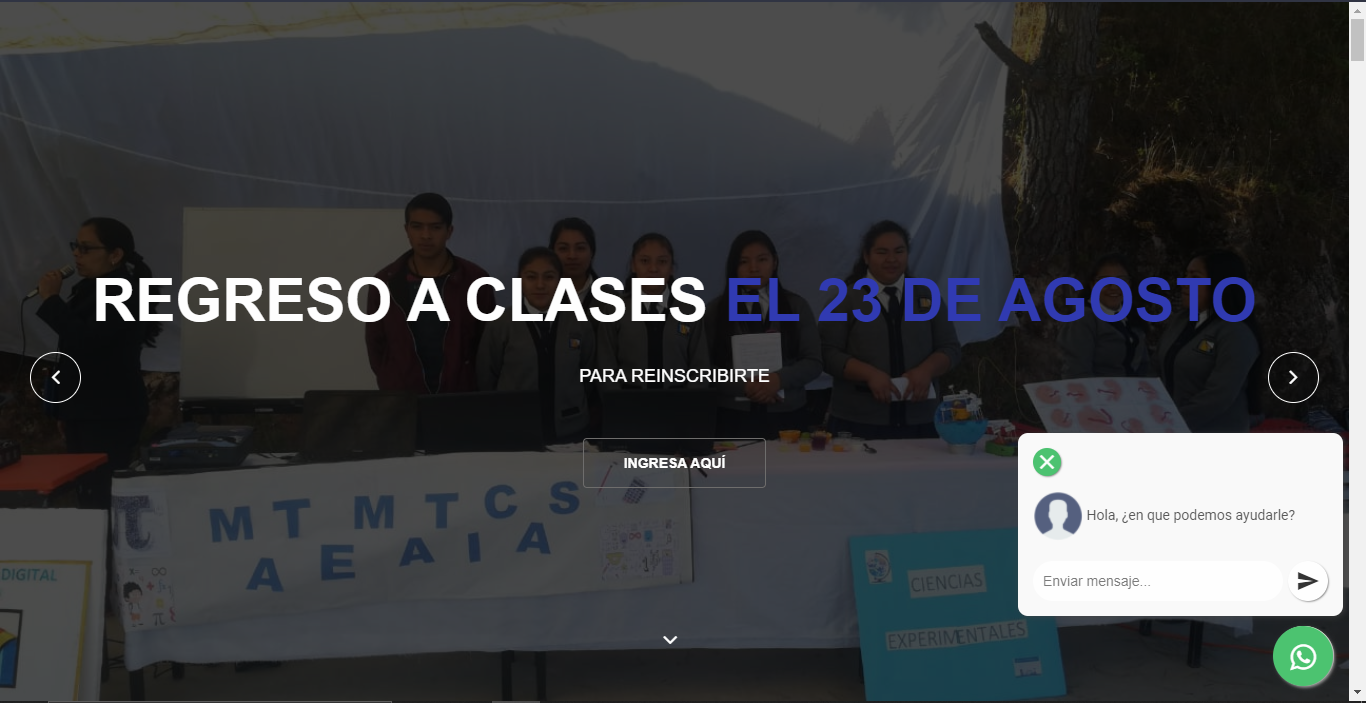 REGRESO A CLASES EL 23 DE AGOSTO
PARA REINSCRIBIRTE
INGRESA AQUÍ
Hola, ¿en que podemos ayudarle?
Enviar mensaje...
MT MTCS
AEAIA
DIGITAL
CIENCIAS
EXPERIMENTALES